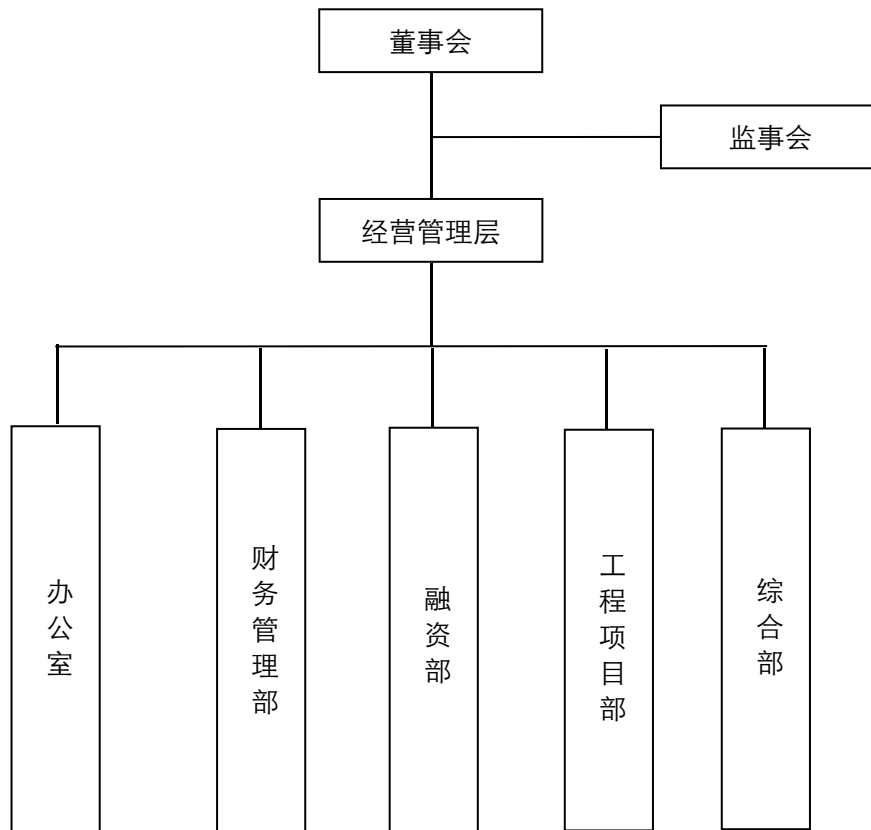 董事会
监事会
经营管理层
办公室
财务管理部
融资部
工程项目部
综合部